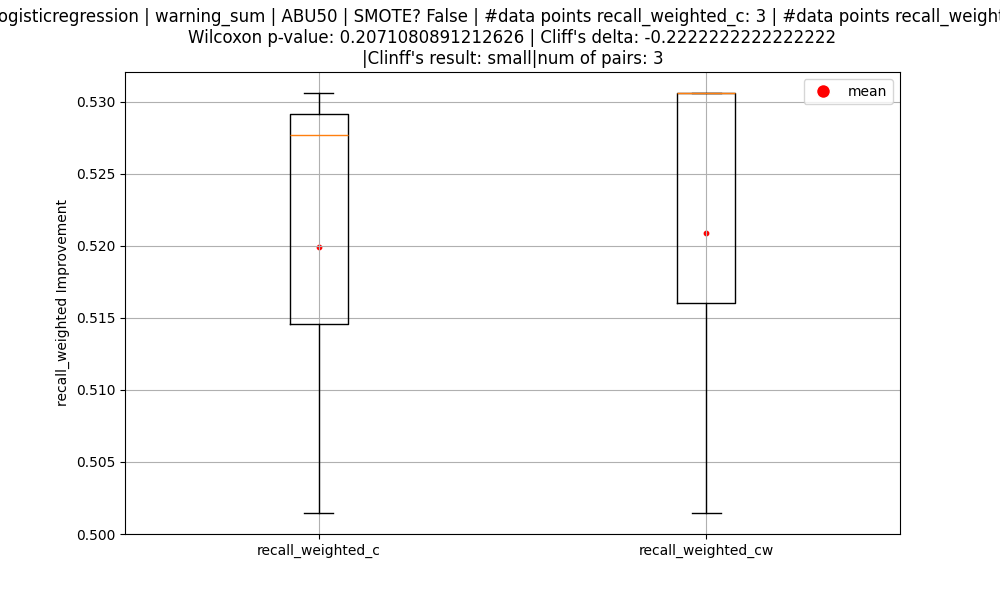 ogisticregression | warning_sum | ABU50 | SMOTE? False | #data points recall_weighted_c: 3 | #data points recall_weight
Wilcoxon p-value: 0.2071080891212626 | Cliff's delta: -0.2222222222222222
|Clinff's result: small|num of pairs: 3
mean
0.530
0.525
0.520
0.515
0.510
0.505
0.500
recall_weighted Improvement
recall_weighted_c
recall_weighted_cw